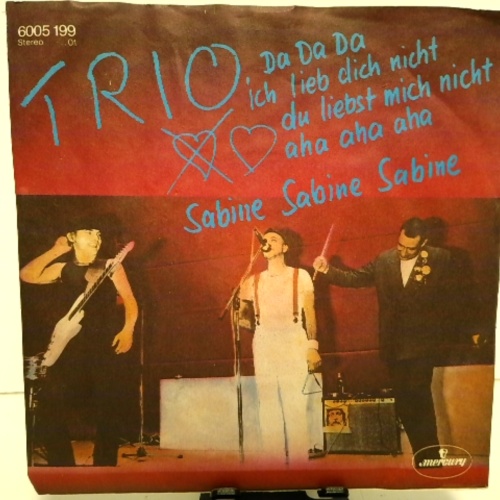 6005 199
Stereo 01
TRIO
Da Da Da
ich lieb dich nicht
du liebst mich nicht
aha aha aha
Sabine Sabine Sabine
mercury